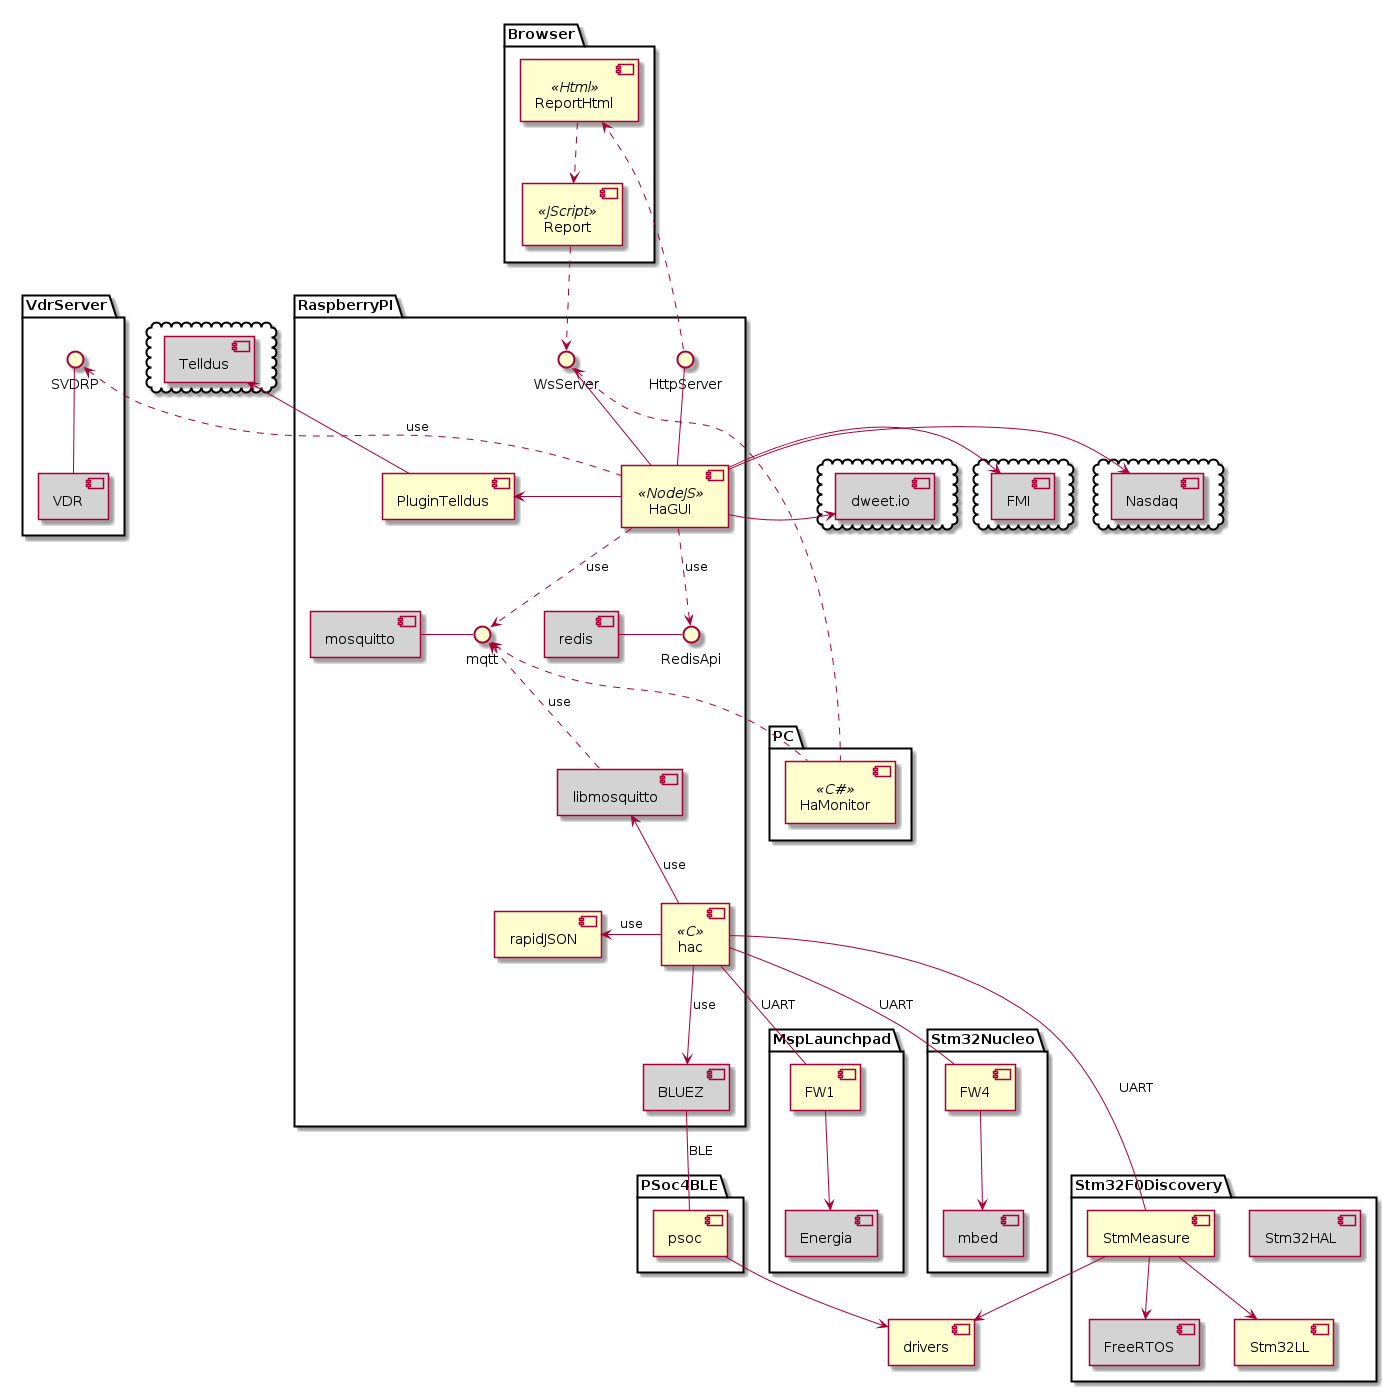 Browser
«Html»
ReportHtml
«JScript»
Report
VdrServer
RaspberryPI
SVDRP
Telldus
WsServer
HttpServer
use
VDR
PluginTelldus
«NodeJS»
HaGUI
dweet.io
FMI
Nasdaq
use
use
mosquitto
mqtt
redis
RedisApi
use
PC
libmosquitto
«C#»
HaMonitor
use
rapidJSON
use
«C»
hac
use
UART
UART
MspLaunchpad
Stm32Nucleo
BLUEZ
FW1
FW4
UART
BLE
PSoc4BLE
Stm32F0Discovery
psoc
Energia
mbed
StmMeasure
Stm32HAL
drivers
FreeRTOS
Stm32LL